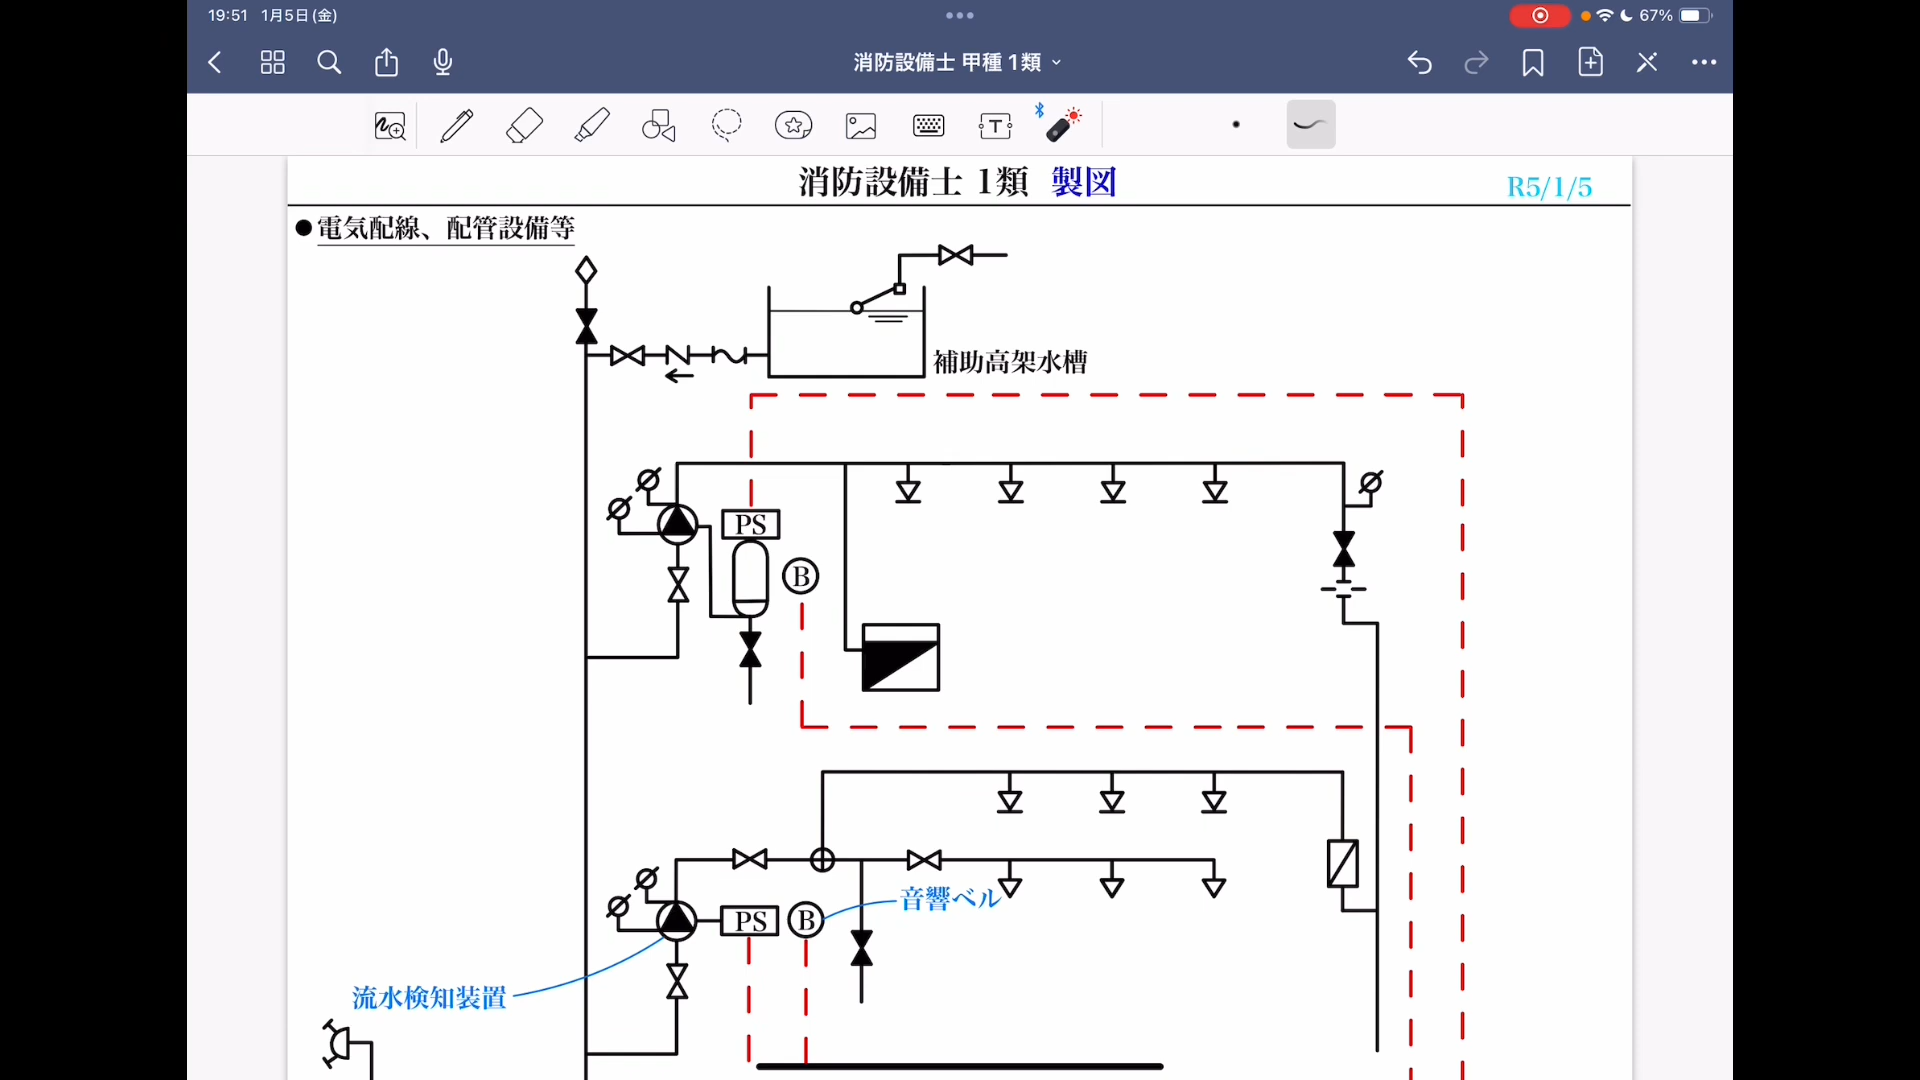 19:51 1月5日(金)
67%
消防設備士 甲種 1類
T
消防設備士 1類 製図
R5/1/5
●電気配線、配管設備等
補助高架水槽
PS
B
音響ベル
PS
B
流水検知装置